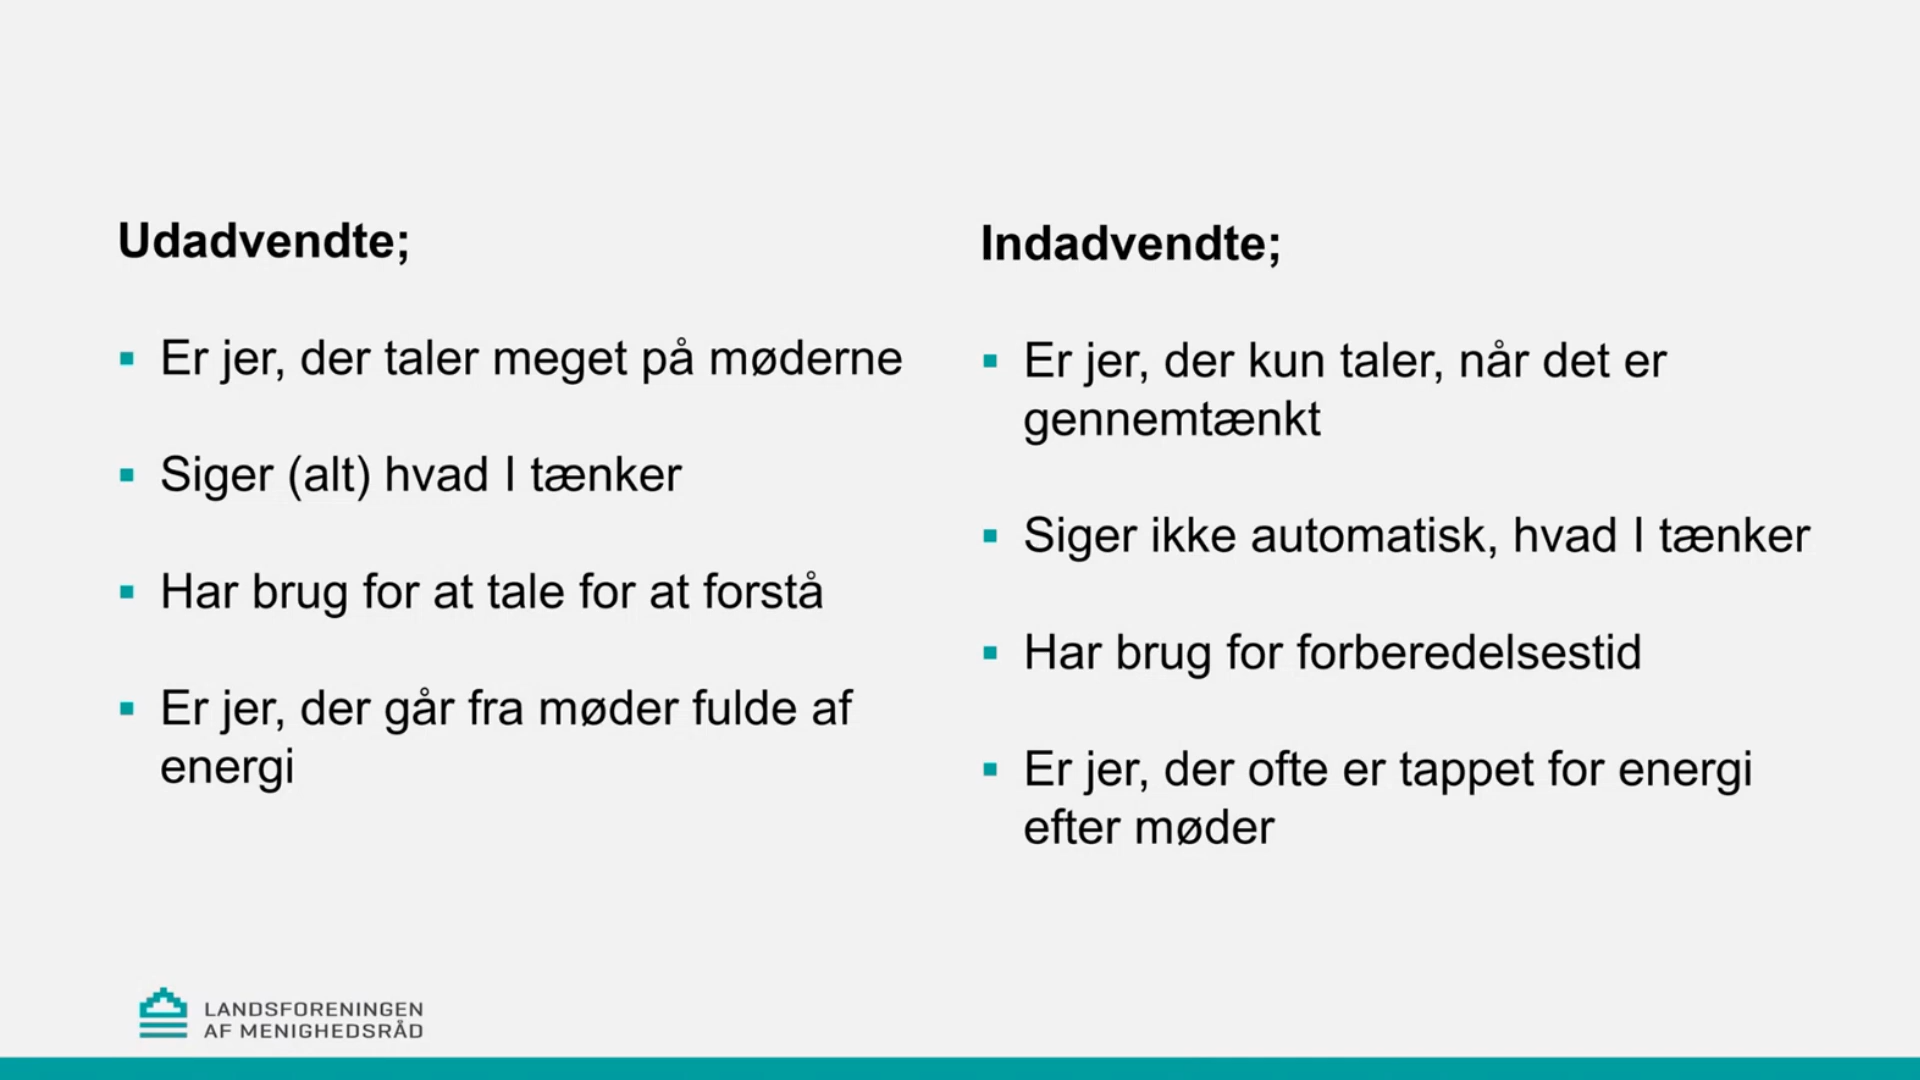 Udadvendte;
Er jer, der taler meget på møderne
Siger (alt) hvad I tænker
Har brug for at tale for at forstå
Er jer, der går fra møder fulde af
energi
Indadvendte;
Er jer, der kun taler, når det er
gennemtænkt
Siger ikke automatisk, hvad I tænker
Har brug for forberedelsestid
Er jer, der ofte er tappet for energi
efter møder
LANDSFORENINGEN
AF MENIGHEDSRÅD